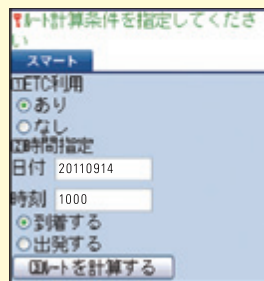 ルート計算条件を指定してくださ
い
スマート
1ETC利用
あり
なし
2時間指定
日付 20110914
時刻 1000
到着する
出発する
ルートを計算する